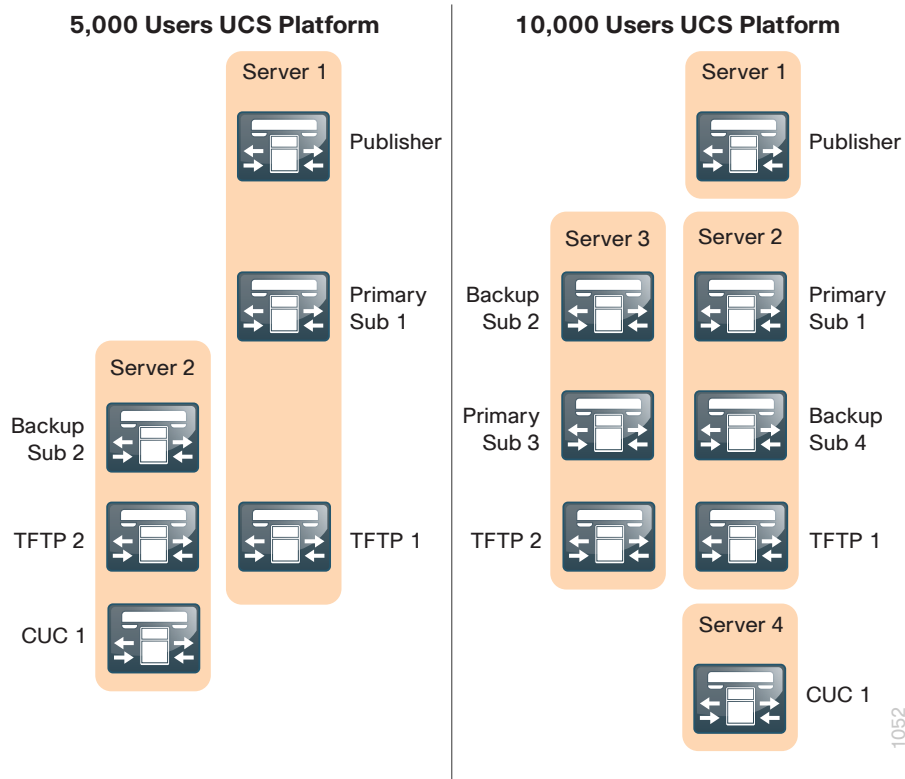 5,000 Users UCS Platform
Server 1
Publisher
Primary
Sub 1
Server 2
Backup
Sub 2
TFTP 2
TFTP 1
CUC 1
10,000 Users UCS Platform
Server 1
Publisher
Server 3
Server 2
Backup
Sub 2
Primary
Sub 1
Primary
Sub 3
Backup
Sub 4
TFTP 2
TFTP 1
Server 4
CUC 1
1052